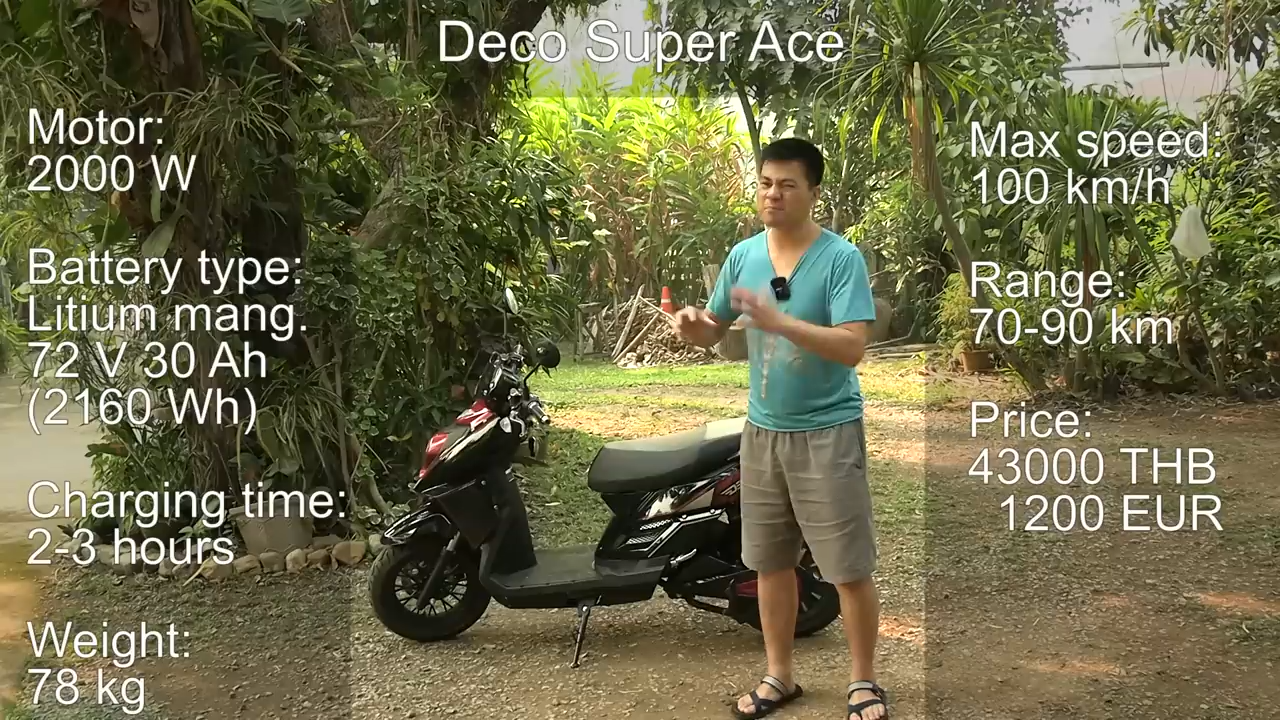 Deco Super Ace
Motor:
2000 W
Battery type:
Litium mang.
72 V 30 Ah
(2160 Wh)
Charging time:
2-3 hours
Weight:
78 kg
Max speed:
100 km/h
Range:
70-90 km
Price:
43000 THB
1200 EUR